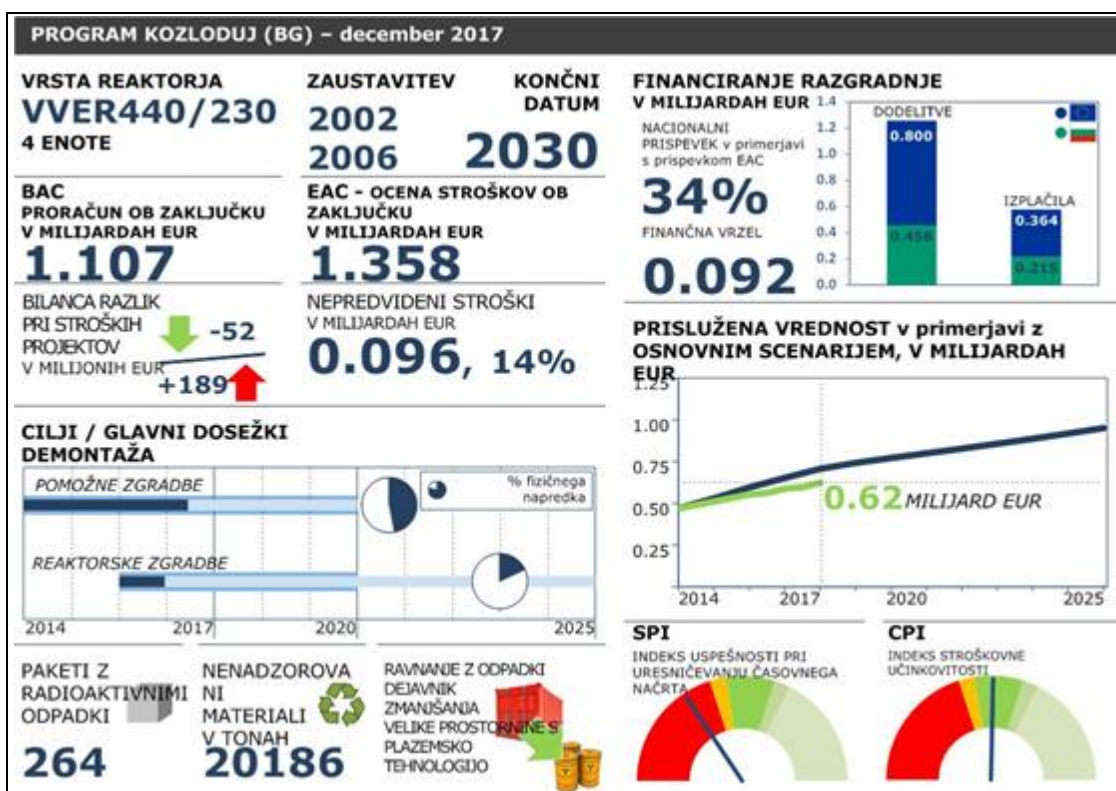 PROGRAM KOZLODUJ (BG) – december 2017
VRSTA REAKTORJA
VVER440/230
4 ENOTE
ZAUSTAVITEV
2002
2006
KONČNI
DATUM
2030
BAC
PRORAČUN OB ZAKLJUČKU
V MILIJARDAH EUR
1.107
EAC - OCENA STROŠKOV OB
ZAKLJUČKU
V MILIJARDAH EUR
1.358
BILANCA RAZLIK
PRI STROŠKIH
PROJEKTOV
V MILIJONIH EUR
-52
+189
NEPREDVIDENI STROŠKI
V MILIJARDAH EUR
0.096, 14%
FINANCIRANJE RAZGRADNJE
V MILIJARDAH EUR
NACIONALNI
PRISPEVEK v primerjavi
s prispevkom EAC
34%
FINANČNA VRZEL
0.092
1.4
1.2
1.0
0.8
0.6
0.4
0.2
0.0
DODELITVE
0.800
0.458
IZPLAČILA
0.364
0.215
PRISLUŽENA VREDNOST v primerjavi z
OSNOVNIM SCENARIJEM, V MILIJARDAH
EUR
1.25
1.00
0.75
0.50
0.25
0.62 MILIJARD EUR
2014 2017 2020 2025
CILJI / GLAVNI DOSEŽKI
DEMONTAŽA
POMOŽNE ZGRADBE
% fizičnega
napredka
REAKTORSKE ZGRADBE
2014 2017 2020 2025
PAKETI Z
RADIOAKTIVNIMI
ODPADKI
264
NENADZOROVA
NI
MATERIALI
V TONAH
20186
RAVNANJE Z ODPADKI
DEJAVNIK
ZMANJŠANJA
VELIKE PROSTORNINE S
PLAZEMSKO
TEHNOLOGIJO
SPI
INDEKS USPEŠNOSTI PRI
URESNIČEVANJU ČASOVNEGA
NAČRTA
CPI
INDEKS STROŠKOVNE
UČINKOVITOSTI